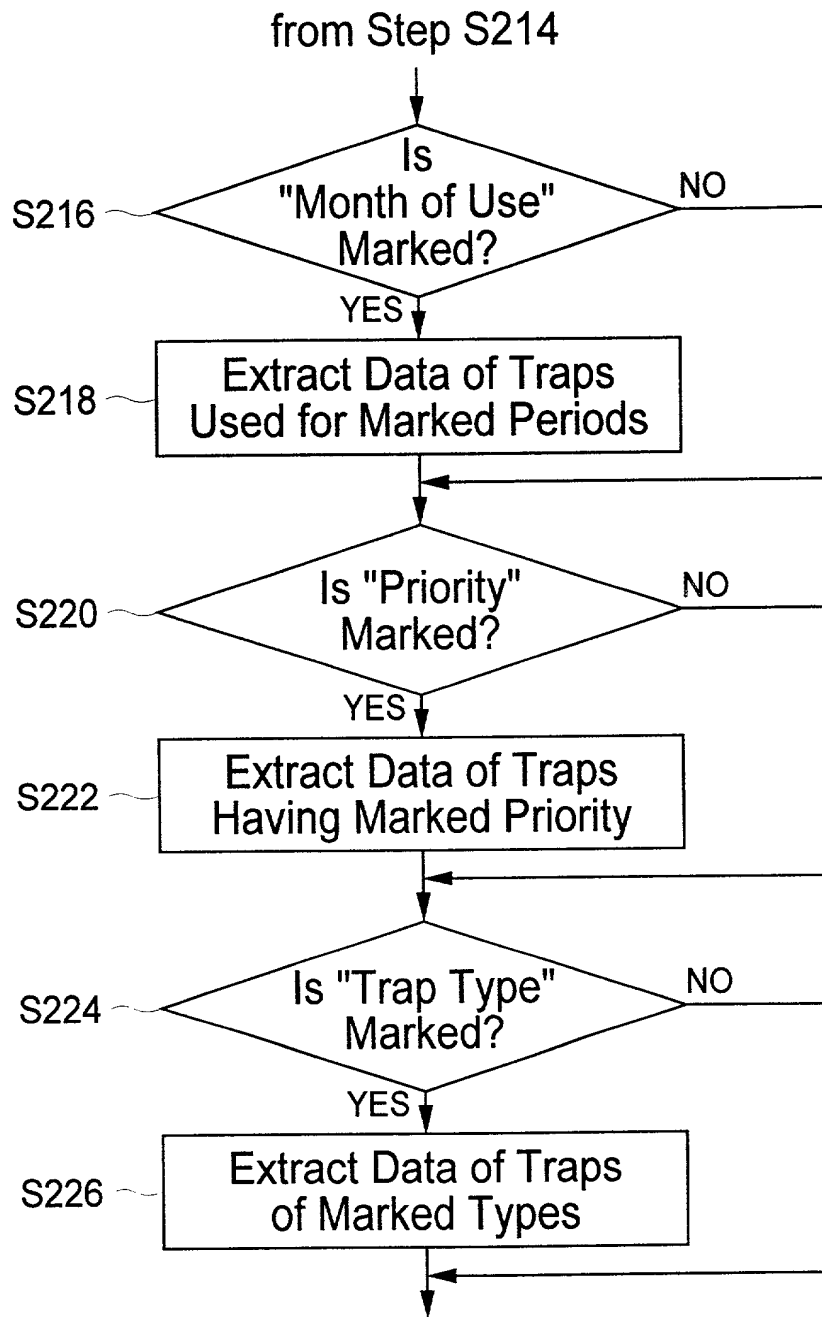 from Step S214
Is
"Month of Use"
Marked?
NO
S216
YES
Extract Data of Traps
Used for Marked Periods
S218
Is "Priority"
Marked?
NO
S220
YES
Extract Data of Traps
Having Marked Priority
S222
Is "Trap Type"
Marked?
NO
S224
YES
Extract Data of Traps
of Marked Types
S226